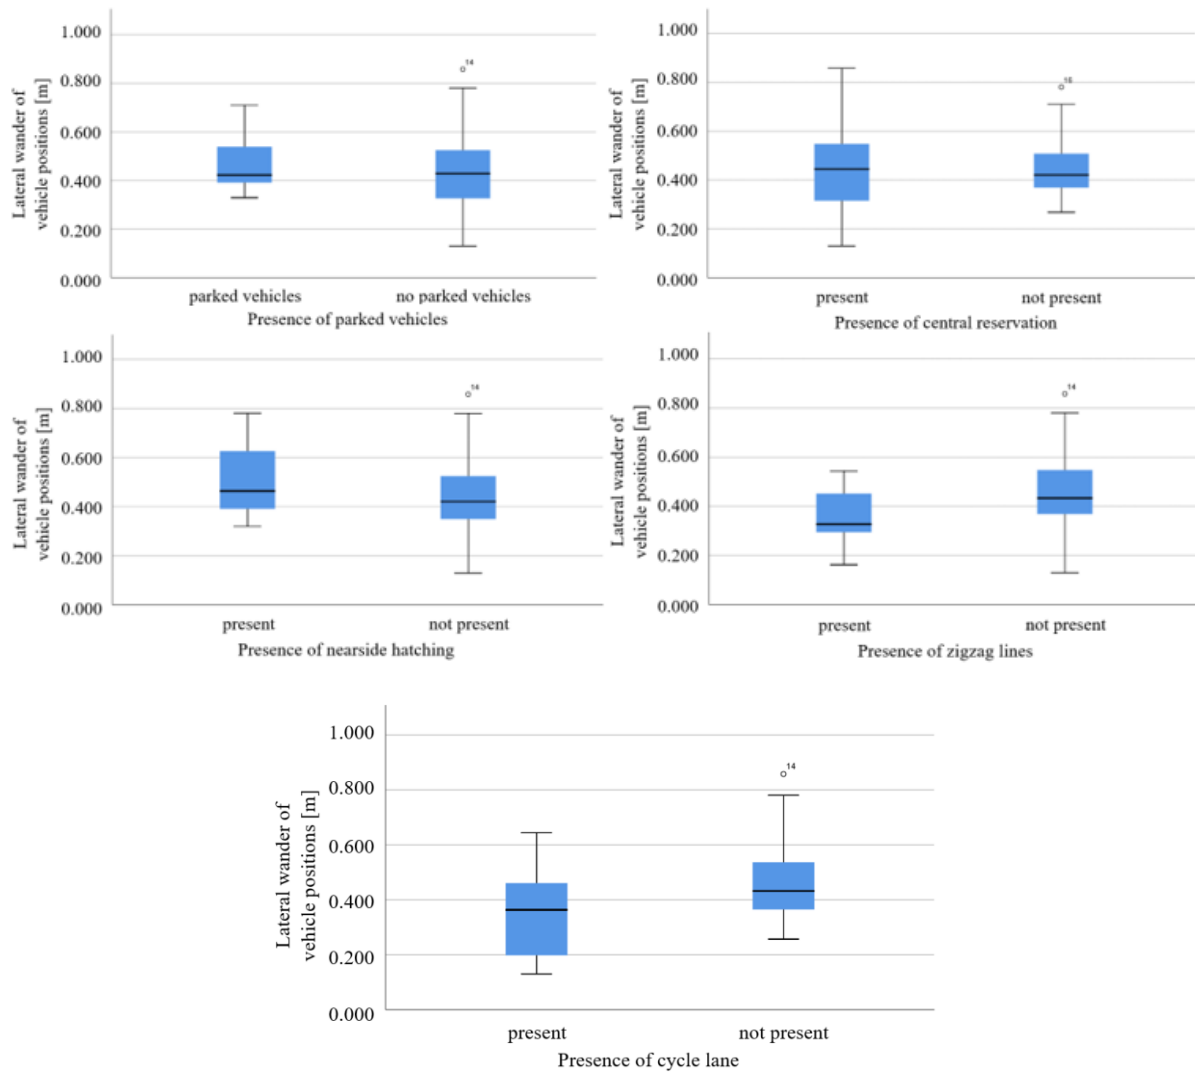 Lateral wander of
vehicle positions [m]
1.000
0.800
0.600
0.400
0.200
0.000
14
parked vehicles
no parked vehicles
Presence of parked vehicles
Lateral wander of
vehicle positions [m]
1.000
0.800
0.600
0.400
0.200
0.000
present
not present
Presence of central reservation
Lateral wander of
vehicle positions [m]
1.000
0.800
0.600
0.400
0.200
0.000
14
present
not present
Presence of nearside hatching
Lateral wander of
vehicle positions [m]
1.000
0.800
0.600
0.400
0.200
0.000
14
present
not present
Presence of zigzag lines
Lateral wander of
vehicle positions [m]
1.000
0.800
0.600
0.400
0.200
0.000
14
present
not present
Presence of cycle lane